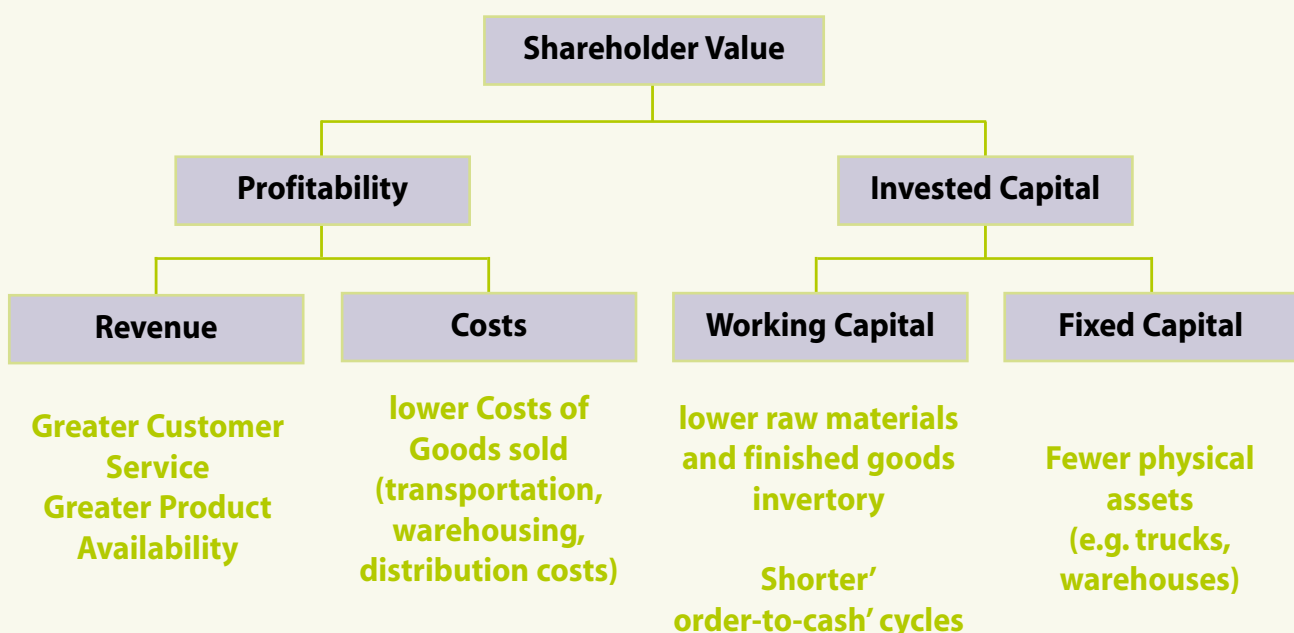 Shareholder Value
Profitability
Invested Capital
Revenue
Costs
Working Capital
Fixed Capital
Greater Customer
Service
Greater Product
Availability
lower Costs of
Goods sold
(transportation,
warehousing,
distribution costs)
lower raw materials
and finished goods
invertory
Shorter’
order-to-cash’ cycles
Fewer physical
assets
(e.g. trucks,
warehouses)